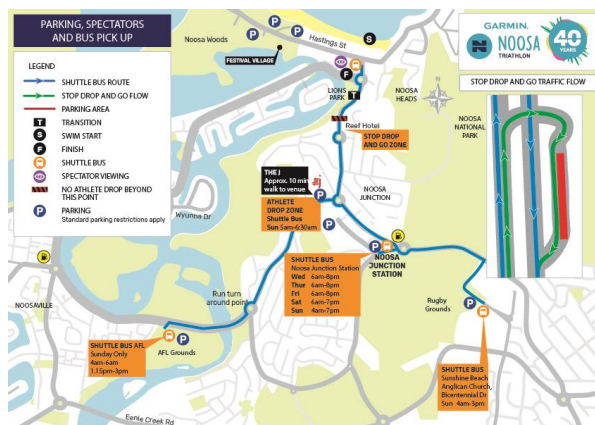 PARKING, SPECTATORS
AND BUS PICK UP
LEGEND
SHUTTLE BUS ROUTE
STOP DROP AND GO FLOW
PARKING AREA
T TRANSITION
S SWIM START
F FINISH
SHUTTLE BUS
SPECTATOR VIEWING
NO ATHLETE DROP BEYOND
THIS POINT
P PARKING
Standard parking restrictions apply
Noosa Woods
P
P
P
P
Hastings St
S
FESTIVAL VILLAGE
F
LIONS
PARK
T
NOOSA
HEADS
N
Reef Hotel
STOP DROP
AND GO ZONE
GARMIN
N NOOSA
TRIATHLON
40
YEARS
STOP DROP AND GO TRAFFIC FLOW
NOOSA
NATIONAL
PARK
THE J
Approx. 10 min
walk to venue
j
P
NOOSA
JUNCTION
ATHLETE
DROP ZONE
Shuttle Bus
Sun 5am-6:30am
Wyunna Dr
P
NOOSA
JUNCTION
STATION
SHUTTLE BUS
Noosa Junction Station
Wed 6am-8pm
Thur 6am-8pm
Fri 6am-8pm
Sat 6am-7pm
Sun 4am-7pm
NOOSAVILLE
Run turn
around point
Rugby
Grounds
P
SHUTTLE BUS AFL
Sunday Only
4am-6am
1.15pm-3pm
AFL Grounds
P
SHUTTLE BUS
Sunshine Beach
Anglican Church,
Bicentennial Dr
Sun 4am-3pm
Eenie Creek Rd